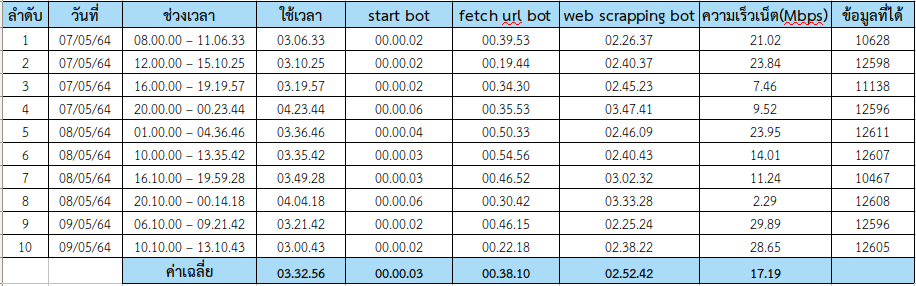 ลำดับ วันที่ ช่วงเวลา ใช้เวลา start bot fetch url bot web scrapping bot ความเร็วเน็ต(Mbps) ข้อมูลที่ได้
1 07/05/64 08.00.00 – 11.06.33 03.06.33 00.00.02 00.39.53 02.26.37 21.02 10628
2 07/05/64 12.00.00 – 15.10.25 03.10.25 00.00.02 00.19.44 02.40.37 23.84 12598
3 07/05/64 16.00.00 – 19.19.57 03.19.57 00.00.02 00.34.30 02.45.23 7.46 11138
4 07/05/64 20.00.00 – 00.23.44 04.23.44 00.00.06 00.35.53 03.47.41 9.52 12596
5 08/05/64 01.00.00 – 04.36.46 03.36.46 00.00.04 00.50.33 02.46.09 23.95 12611
6 08/05/64 10.00.00 – 13.35.42 03.35.42 00.00.03 00.54.56 02.40.43 14.01 12607
7 08/05/64 16.10.00 – 19.59.28 03.49.28 00.00.03 00.46.52 03.02.32 11.24 10467
8 08/05/64 20.10.00 – 00.14.18 04.04.18 00.00.06 00.30.42 03.33.28 2.29 12608
9 09/05/64 06.10.00 – 09.21.42 03.21.42 00.00.02 00.46.15 02.25.24 29.89 12596
10 09/05/64 10.10.00 – 13.10.43 03.00.43 00.00.02 00.22.18 02.38.22 28.65 12605
ค่าเฉลี่ย 03.32.56 00.00.03 00.38.10 02.52.42 17.19